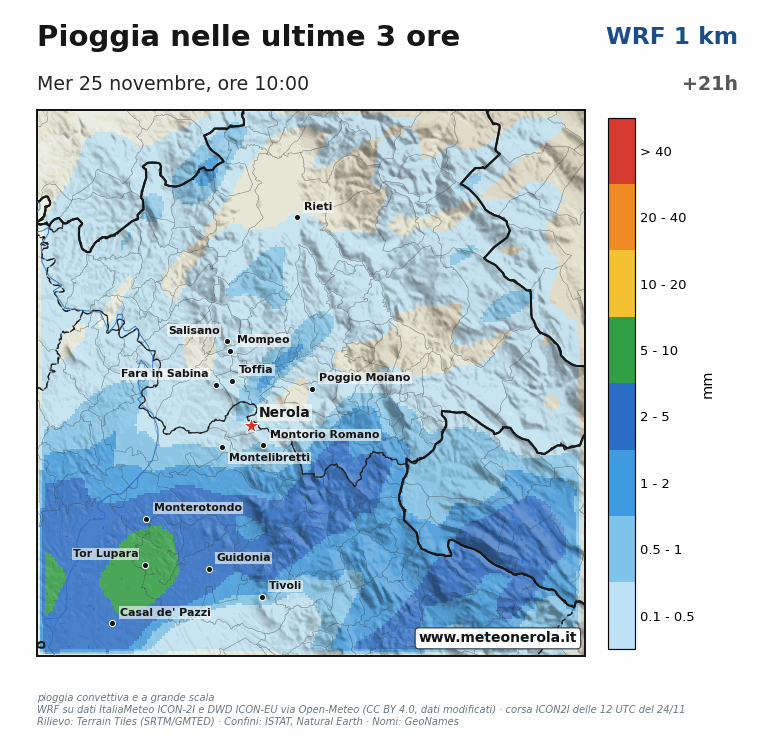 Pioggia nelle ultime 3 ore
WRF 1 km
Mer 25 novembre, ore 10:00
+21h
> 40
20 - 40
10 - 20
5 - 10
2 - 5
1 - 2
0.5 - 1
0.1 - 0.5
mm
Rieti
Salisano
Mompeo
Toffia
Fara in Sabina
Poggio Moiano
Nerola
Montorio Romano
Montelibretti
Monterotondo
Tor Lupara
Guidonia
Tivoli
Casal de' Pazzi
www.meteonerola.it
pioggia convettiva e a grande scala
WRF su dati ItaliaMeteo ICON-2I e DWD ICON-EU via Open-Meteo (CC BY 4.0, dati modificati) · corsa ICON2I delle 12 UTC del 24/11
Rilievo: Terrain Tiles (SRTM/GMTED) · Confini: ISTAT, Natural Earth · Nomi: GeoNames